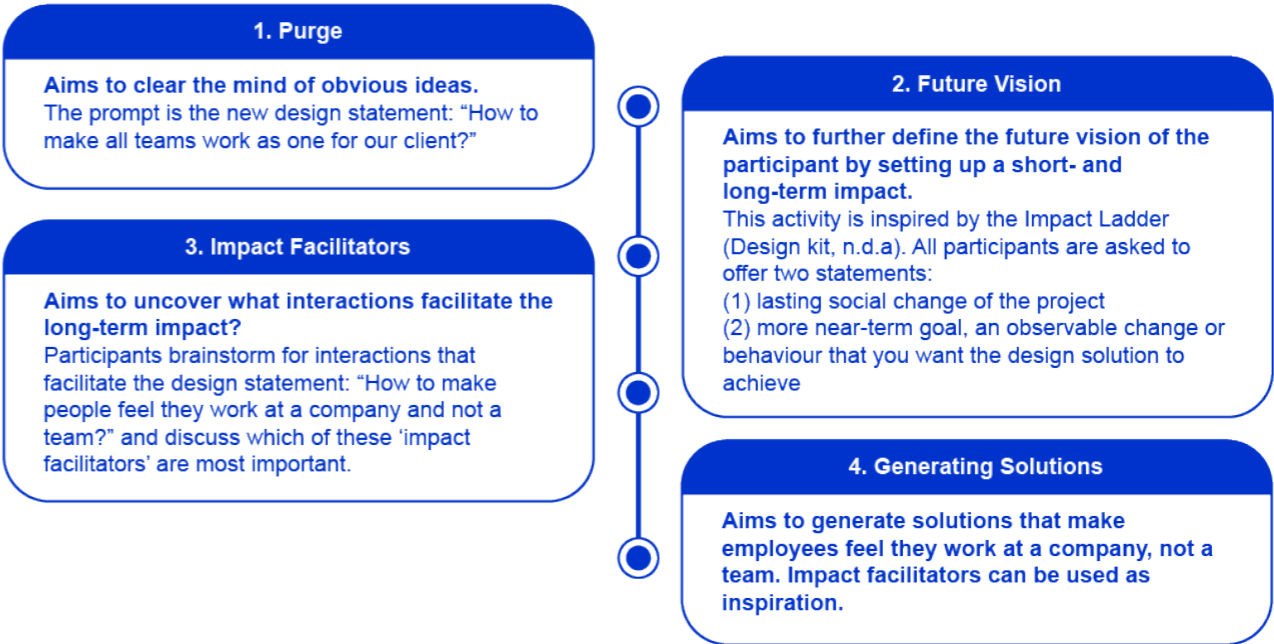 1. Purge
Aims to clear the mind of obvious ideas.
The prompt is the new design statement: “How to
make all teams work as one for our client?”
2. Future Vision
Aims to further define the future vision of the
participant by setting up a short- and
long-term impact.
This activity is inspired by the Impact Ladder
(Design kit, n.d.a). All participants are asked to
offer two statements:
(1) lasting social change of the project
(2) more near-term goal, an observable change or
behaviour that you want the design solution to
achieve
3. Impact Facilitators
Aims to uncover what interactions facilitate the
long-term impact?
Participants brainstorm for interactions that
facilitate the design statement: “How to make
people feel they work at a company and not a
team?” and discuss which of these ‘impact
facilitators’ are most important.
4. Generating Solutions
Aims to generate solutions that make
employees feel they work at a company, not a
team. Impact facilitators can be used as
inspiration.